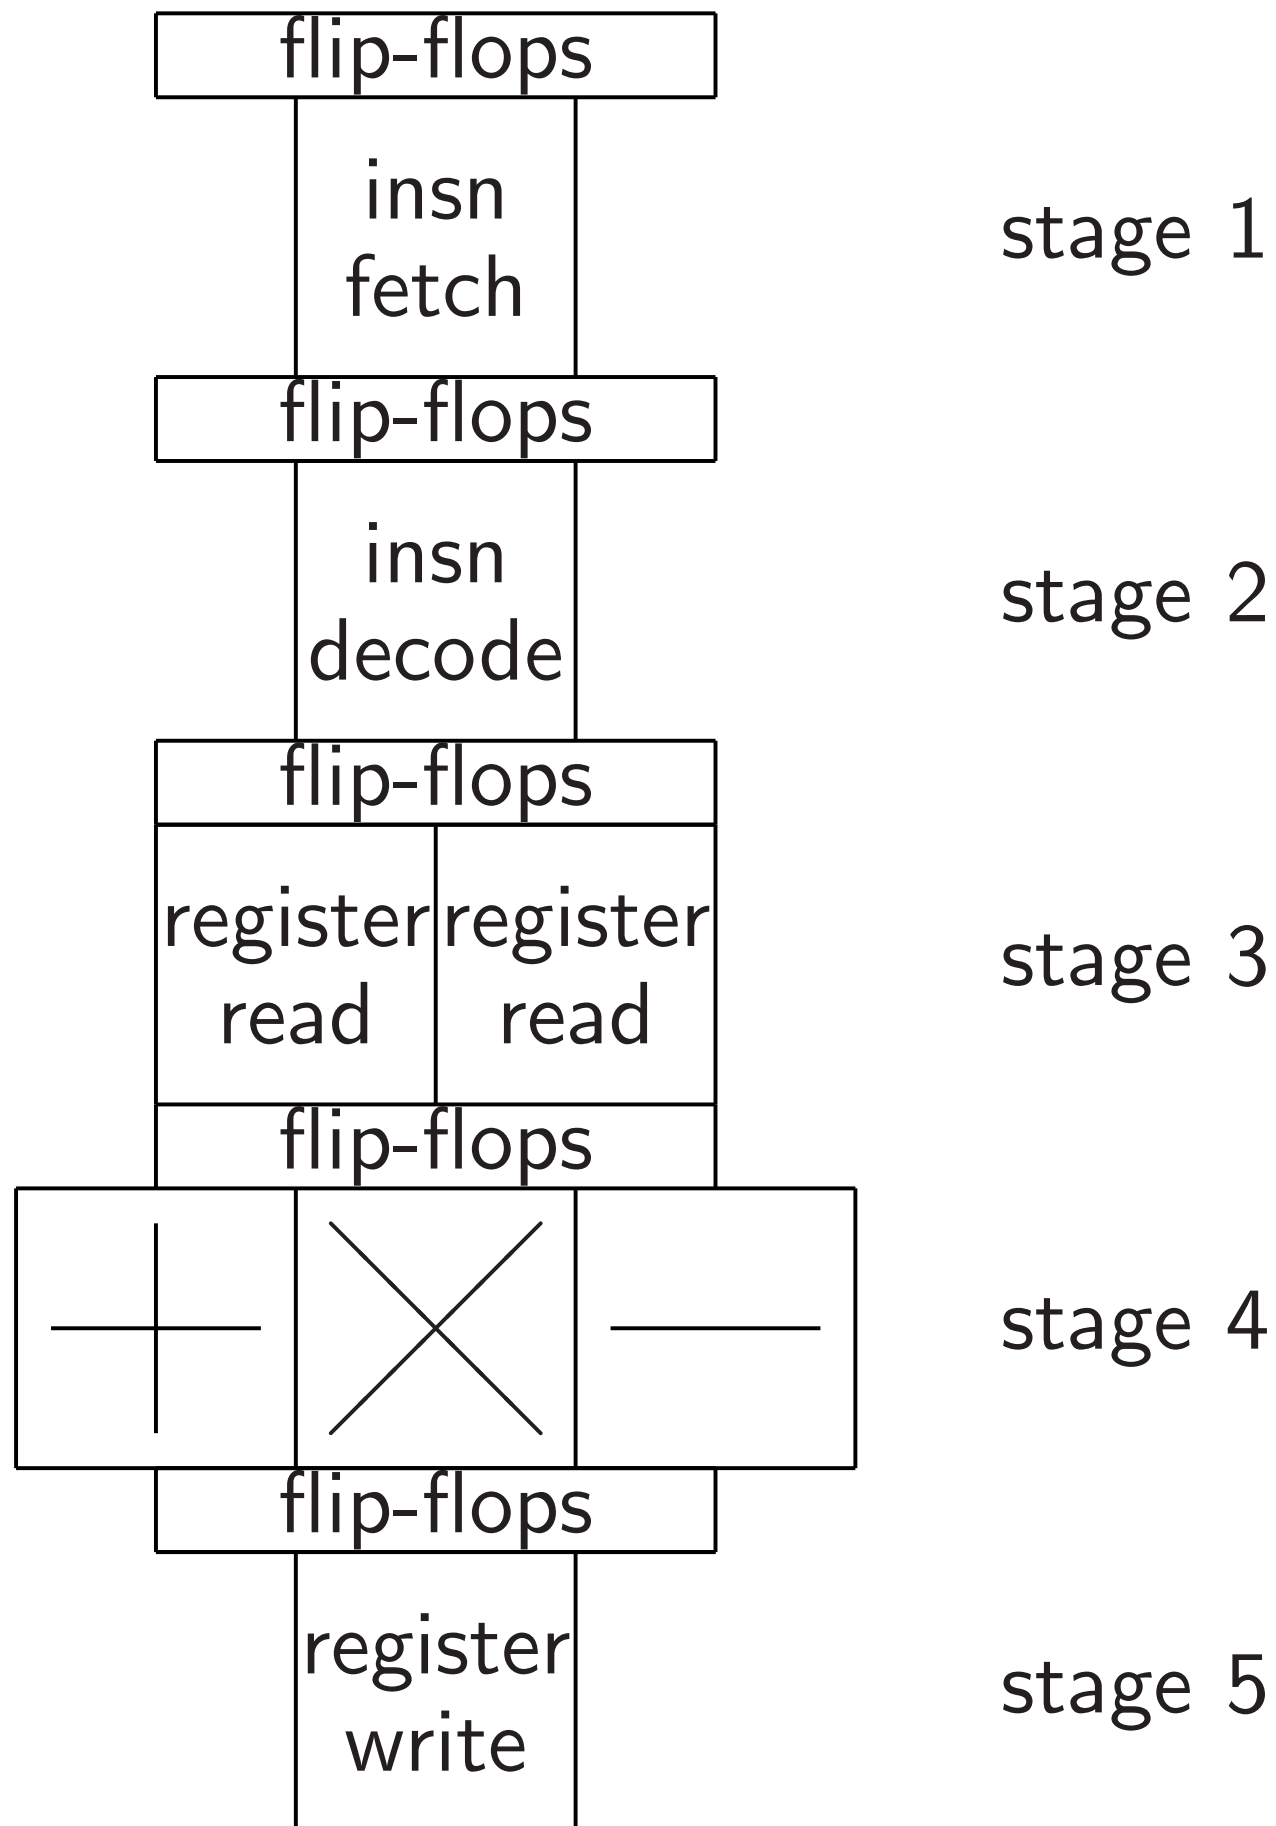 flip-flops
insn
fetch
stage 1
flip-flops
insn
decode
stage 2
flip-flops
register register
read read
stage 3
flip-flops
stage 4
flip-flops
register
write
stage 5